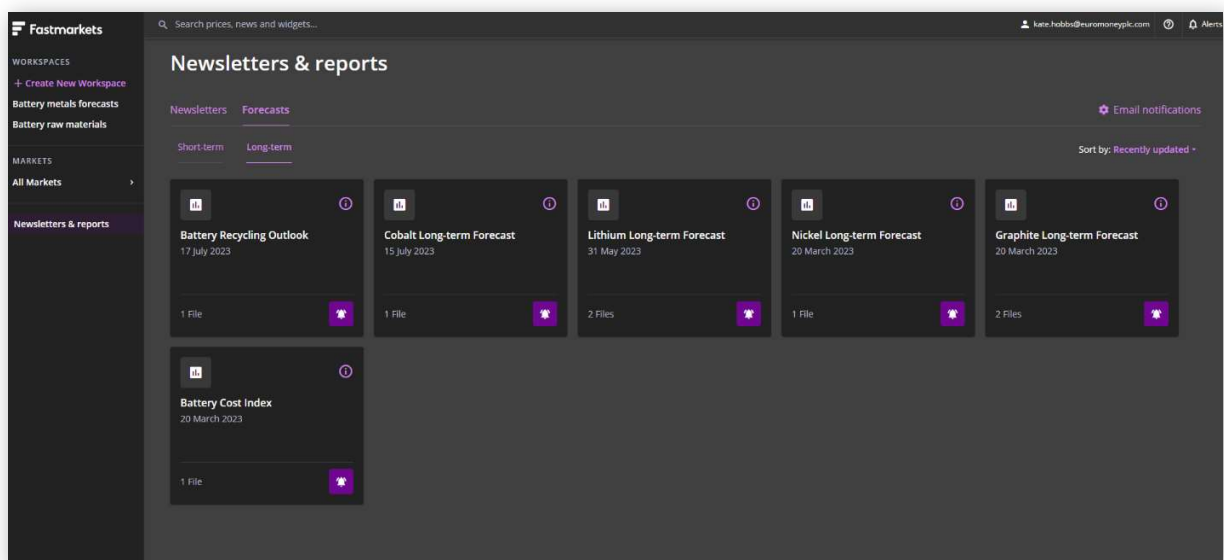 Fastmarkets
Search prices, news and widgets...
kate.hobbs@euromoneyplc.com
Alerts
WORKSPACES
+ Create New Workspace
Battery metals forecasts
Battery raw materials
MARKETS
All Markets
Newsletters & reports
Newsletters & reports
Newsletters Forecasts
Email notifications
Short-term Long-term
Sort by: Recently updated
Battery Recycling Outlook
17 July 2023
1 File
Cobalt Long-term Forecast
15 July 2023
1 File
Lithium Long-term Forecast
31 May 2023
2 Files
Nickel Long-term Forecast
20 March 2023
1 File
Graphite Long-term Forecast
20 March 2023
2 Files
Battery Cost Index
20 March 2023
1 File